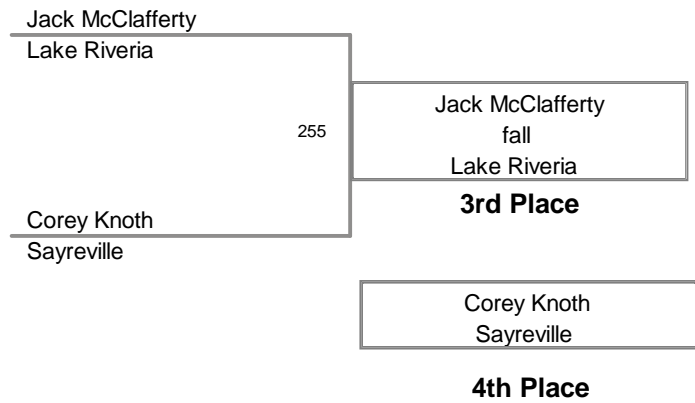 Jack McClafferty
Lake Riveria
255
Jack McClafferty
fall
Lake Riveria
3rd Place
Corey Knoth
Sayreville
Corey Knoth
Sayreville
4th Place